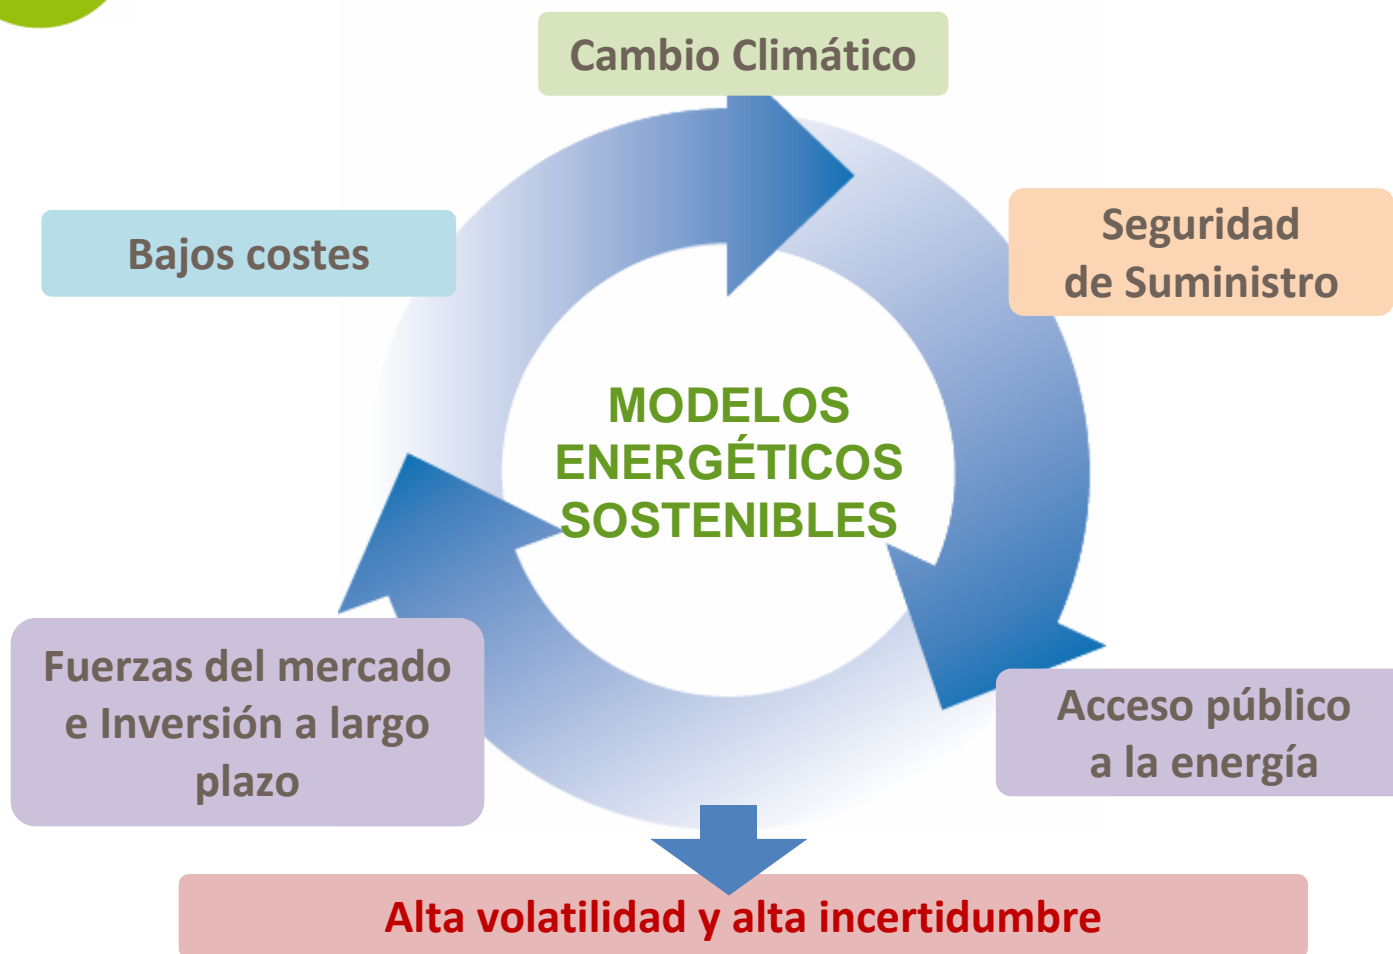 Cambio Climático
Bajos costes
Seguridad
de Suministro
MODELOS
ENERGÉTICOS
SOSTENIBLES
Fuerzas del mercado
e Inversión a largo
plazo
Acceso público
a la energía
Alta volatilidad y alta incertidumbre